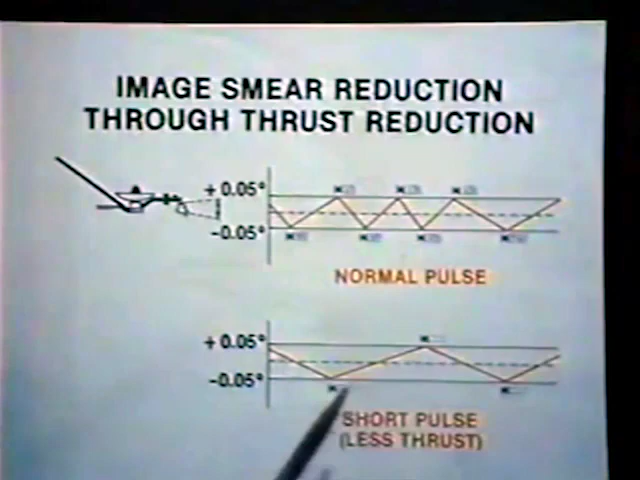 IMAGE SMEAR REDUCTION
THROUGH THRUST REDUCTION
+ 0.05°
-0.05°
NORMAL PULSE
+ 0.05°
-0.05°
SHORT PULSE
(LESS THRUST)